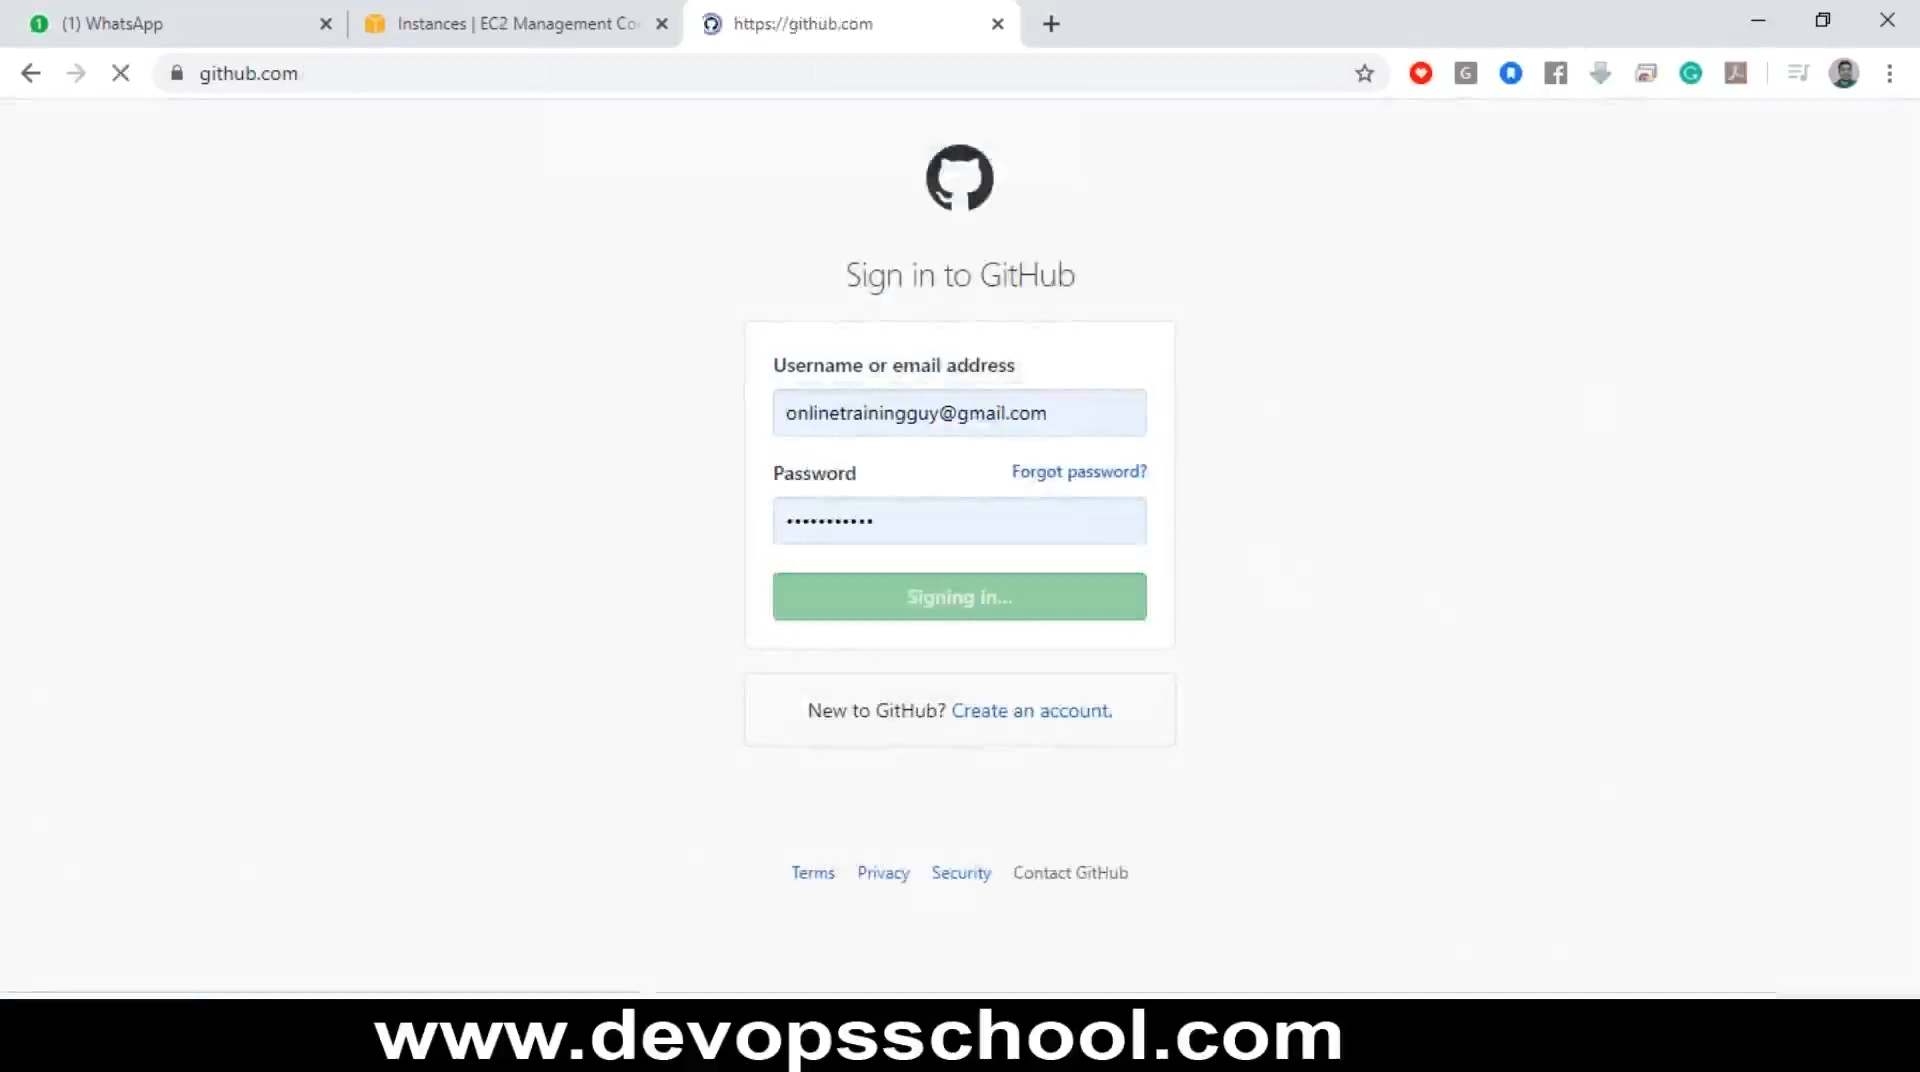 (1) WhatsApp
Instances | EC2 Management Co
https://github.com
github.com
Sign in to GitHub
Username or email address
onlinetrainingguy@gmail.com
Password
Forgot password?
Signing in...
New to GitHub? Create an account.
Terms Privacy Security Contact GitHub
www.devopsschool.com